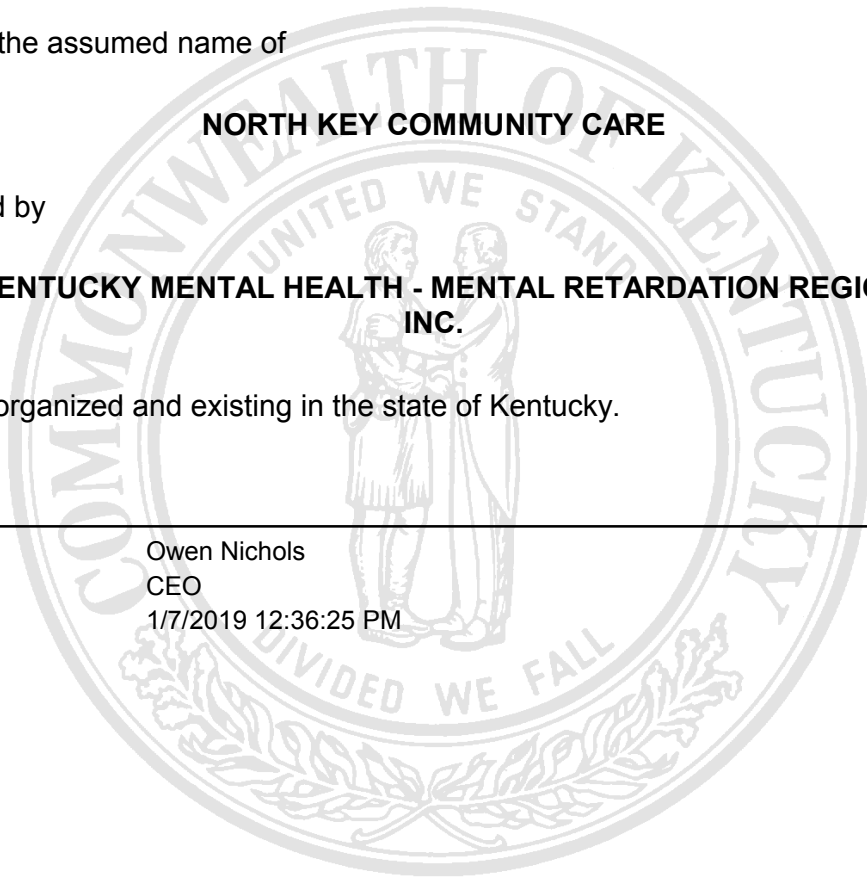 the assumed name of
NORTH KEY COMMUNITY CARE
d by
ENTUCKY MENTAL HEALTH - MENTAL RETARDATION REGIO
INC.
organized and existing in the state of Kentucky.
Owen Nichols
CEO
1/7/2019 12:36:25 PM
COMMONWEALTH OF KENTUCKY
UNITED WE STAND
DIVIDED WE FALL